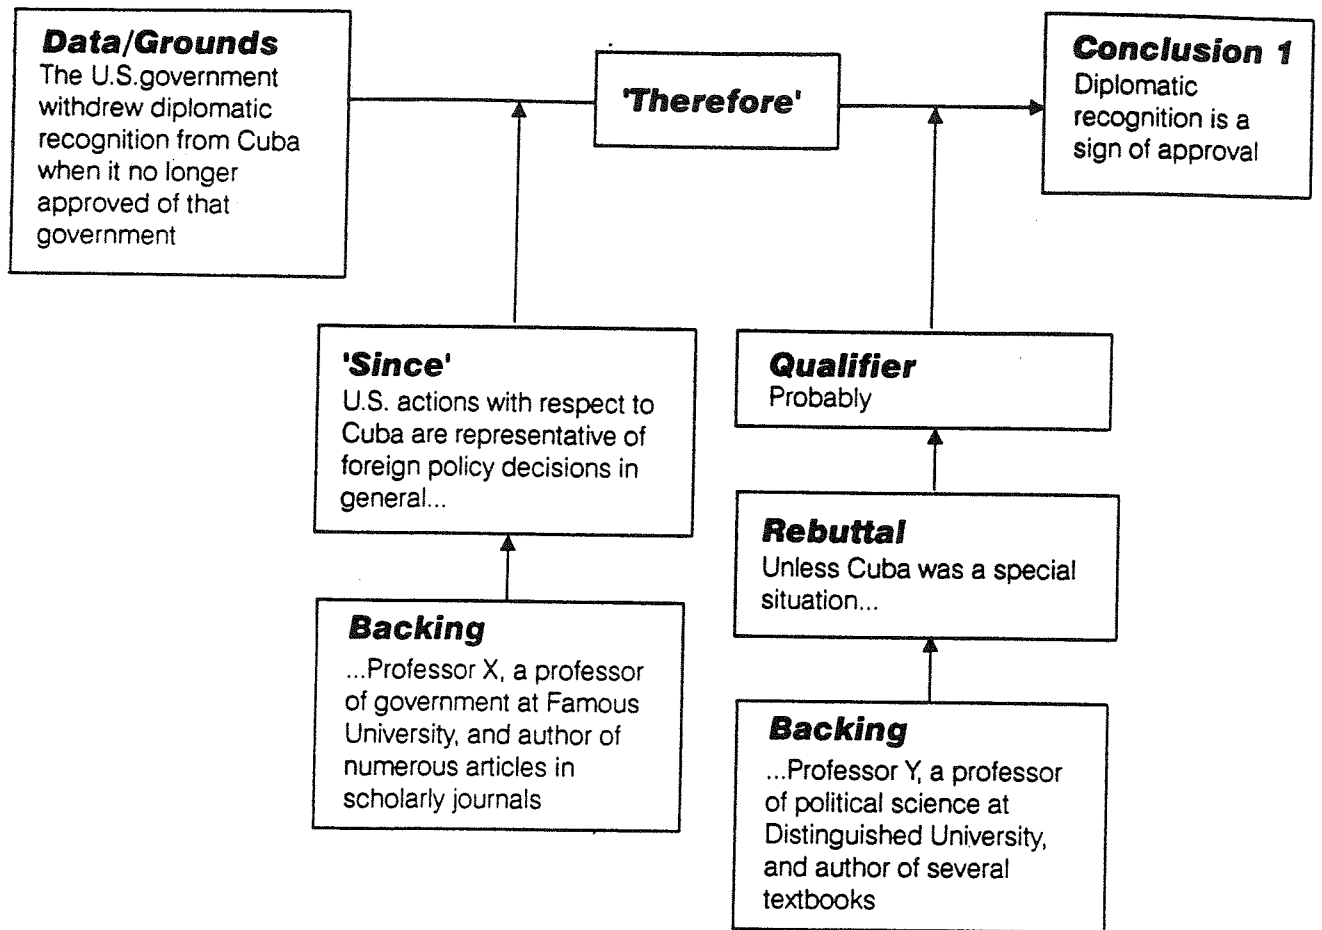 Data/Grounds
The U.S.government
withdrew diplomatic
recognition from Cuba
when it no longer
approved of that
government
'Therefore'
Conclusion 1
Diplomatic
recognition is a
sign of approval
'Since'
U.S. actions with respect to
Cuba are representative of
foreign policy decisions in
general...
Qualifier
Probably
Rebuttal
Unless Cuba was a special
situation...
Backing
...Professor X, a professor
of government at Famous
University, and author of
numerous articles in
scholarly journals
Backing
...Professor Y, a professor
of political science at
Distinguished University,
and author of several
textbooks